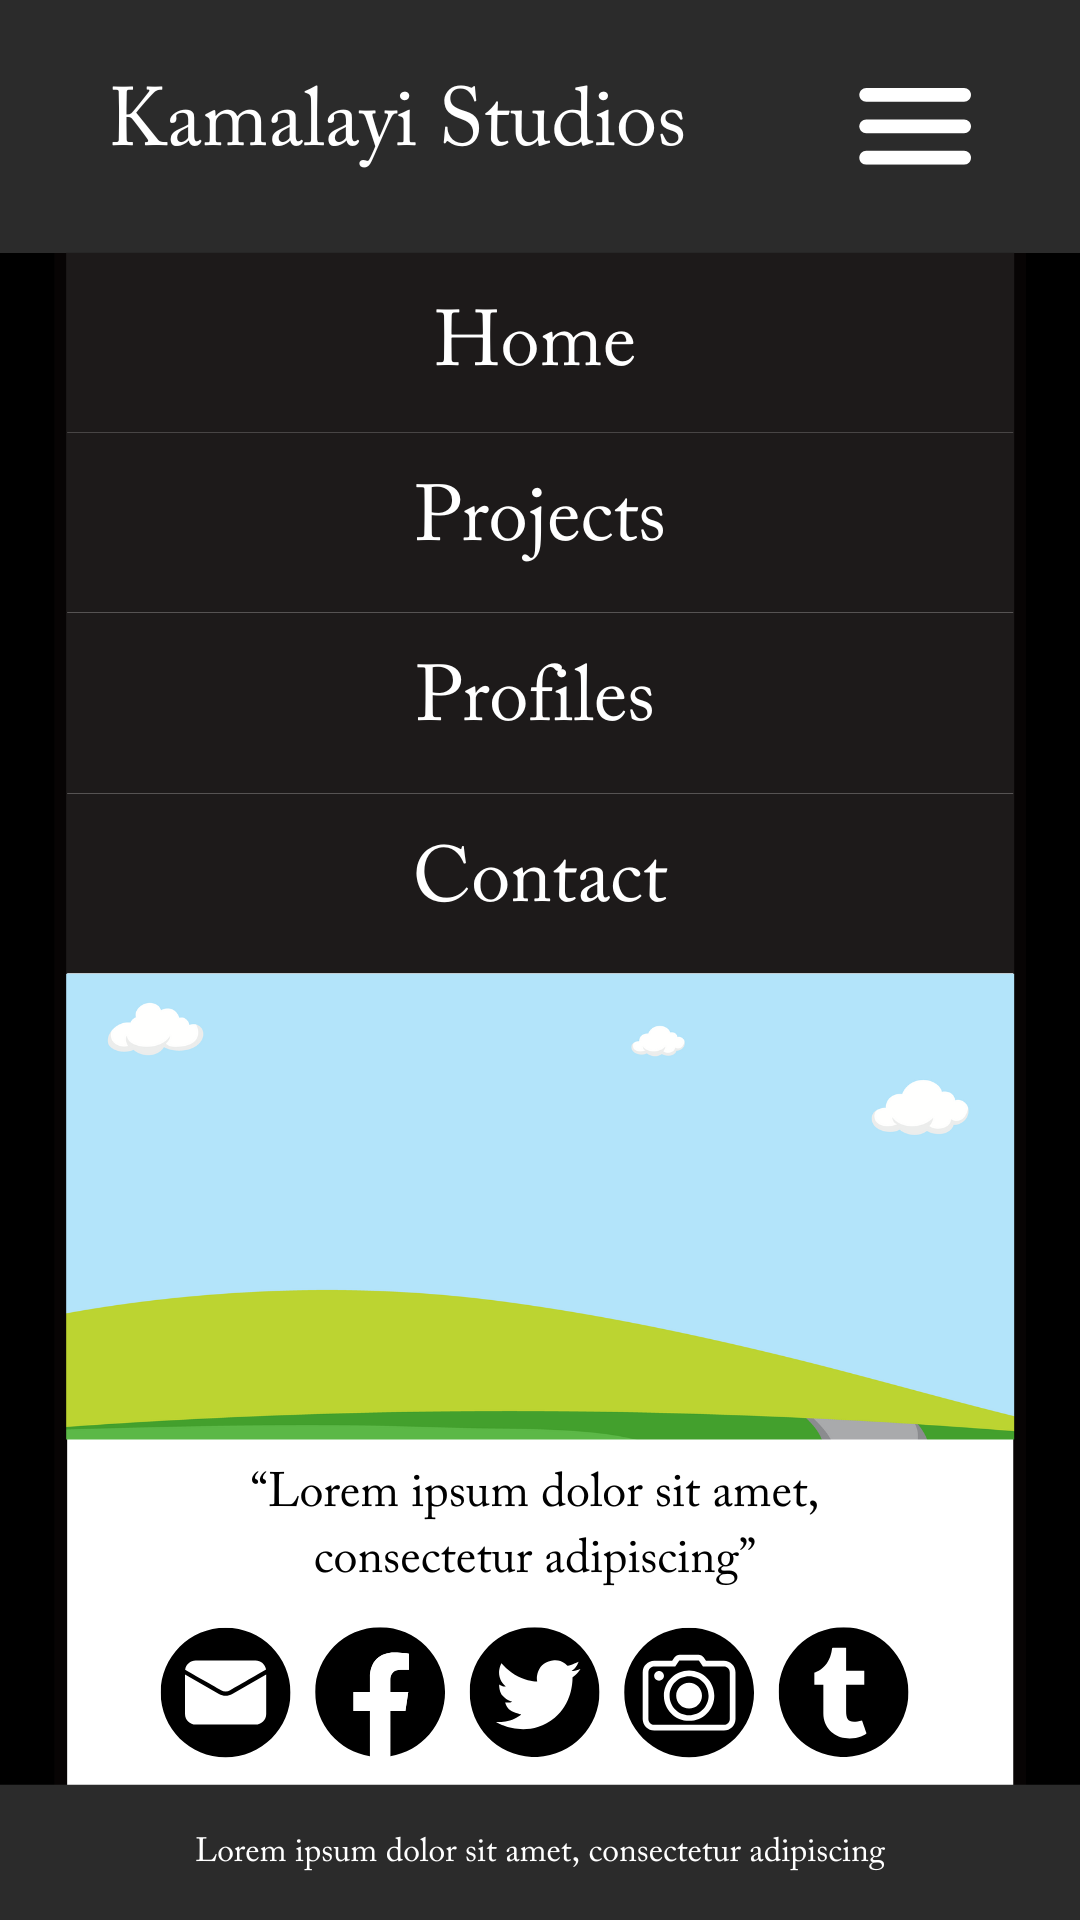 Kamalayi Studios
Home
Projects
Profiles
Contact
“Lorem ipsum dolor sit amet,
consectetur adipiscing”
Lorem ipsum dolor sit amet, consectetur adipiscing